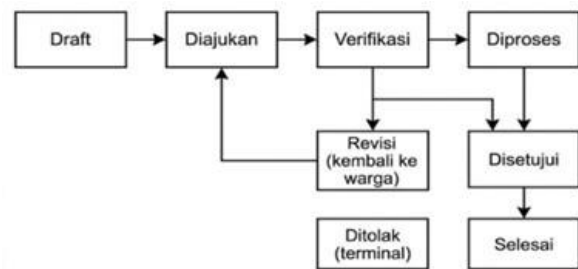 Draft
Diajukan
Verifikasi
Diproses
Revisi
(kembali ke
warga)
Disetujui
Ditolak
(terminal)
Selesai